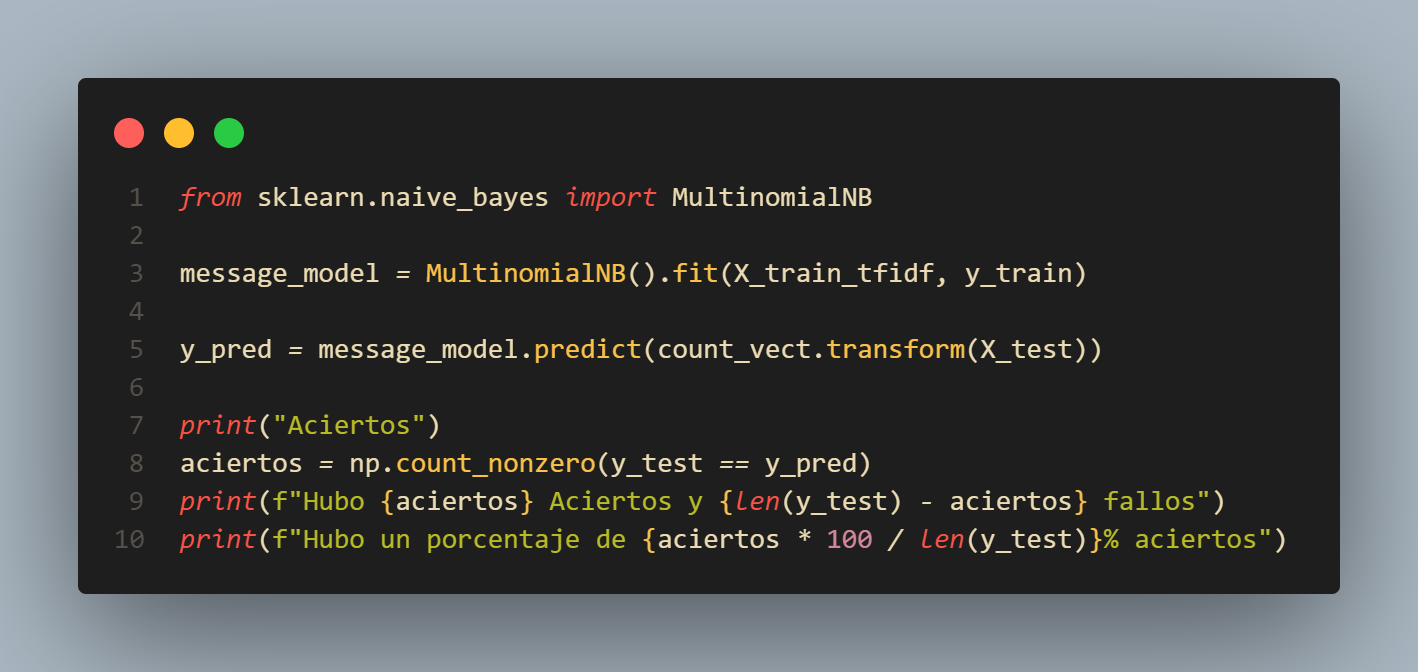 1 from sklearn.naive_bayes import MultinomialNB
2
3 message_model = MultinomialNB().fit(X_train_tfidf, y_train)
4
5 y_pred = message_model.predict(count_vect.transform(X_test))
6
7 print("Aciertos")
8 aciertos = np.count_nonzero(y_test == y_pred)
9 print(f"Hubo {aciertos} Aciertos y {len(y_test) - aciertos} fallos")
10 print(f"Hubo un porcentaje de {aciertos * 100 / len(y_test)}% aciertos")